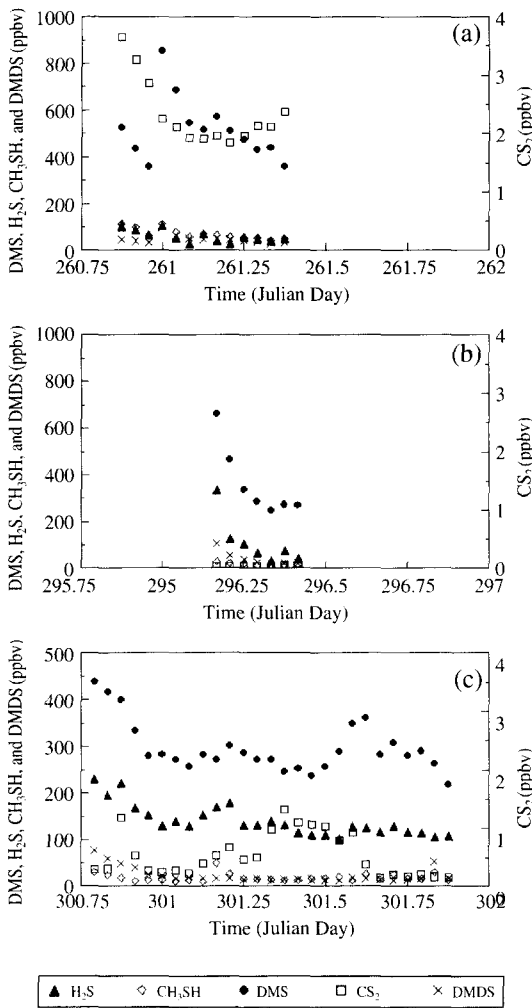 (a)
DMS, H₂S, CH₃SH, and DMDS (ppbv)
1000
800
600
400
200
0
4
3
2
1
0
CS₂ (ppbv)
260.75 261 261.25 261.5 261.75 262
Time (Julian Day)
(b)
DMS, H₂S, CH₃SH, and DMDS (ppbv)
1000
800
600
400
200
0
4
3
2
1
0
CS₂ (ppbv)
295.75 295 296.25 296.5 296.75 297
Time (Julian Day)
(c)
DMS, H₂S, CH₃SH, and DMDS (ppbv)
500
400
300
200
100
0
4
3
2
1
0
CS₂ (ppbv)
300.75 301 301.25 301.5 301.75 302
Time (Julian Day)
H₂S CH₃SH DMS CS₂ DMDS